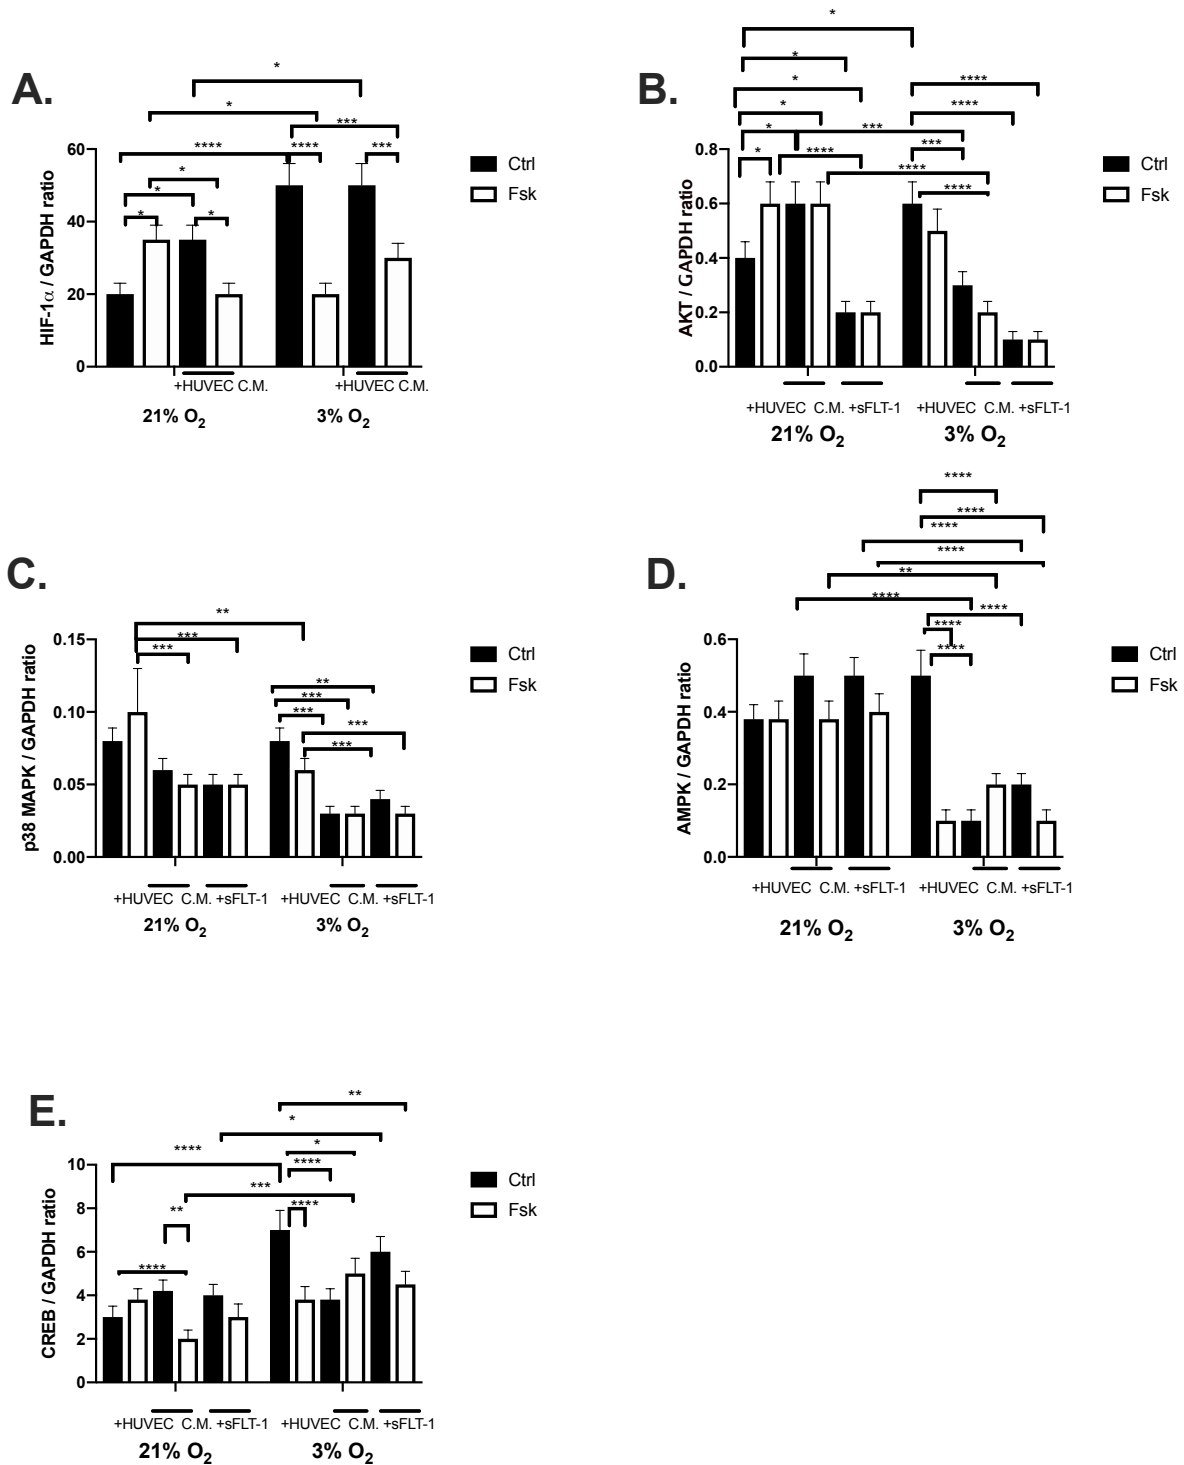 A.
*
*
***
****
****
***
*
*
*
*
60
40
20
0
HIF-1α / GAPDH ratio
Ctrl
Fsk
+HUVEC C.M.
+HUVEC C.M.
21% O2
3% O2
B.
*
*
*
*
*
*
****
****
****
***
***
****
****
0.8
0.6
0.4
0.2
0.0
AKT / GAPDH ratio
Ctrl
Fsk
+HUVEC C.M. +sFLT-1
+HUVEC C.M. +sFLT-1
21% O2
3% O2
C.
**
***
***
**
***
***
***
***
0.15
0.10
0.05
0.00
p38 MAPK / GAPDH ratio
Ctrl
Fsk
+HUVEC C.M. +sFLT-1
+HUVEC C.M. +sFLT-1
21% O2
3% O2
D.
****
****
****
****
**
****
****
****
****
0.6
0.4
0.2
0.0
AMPK / GAPDH ratio
Ctrl
Fsk
+HUVEC C.M. +sFLT-1
+HUVEC C.M. +sFLT-1
21% O2
3% O2
E.
**
*
****
*
****
***
**
****
****
10
8
6
4
2
0
CREB / GAPDH ratio
Ctrl
Fsk
+HUVEC C.M. +sFLT-1
+HUVEC C.M. +sFLT-1
21% O2
3% O2